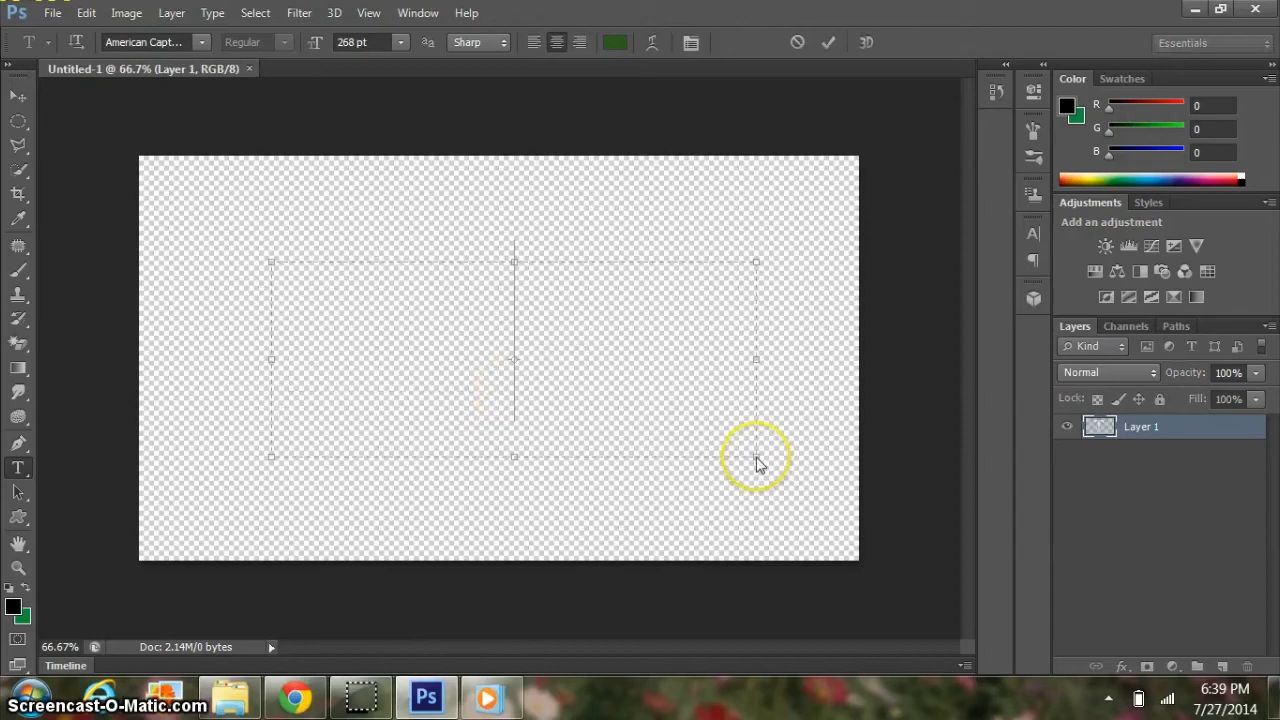 Ps File Edit Image Layer Type Select Filter 3D View Window Help
T American Capt... Regular 268 pt Sharp 3D Essentials
Untitled-1 @ 66.7% (Layer 1, RGB/8) ×
Color Swatches
R 0
G 0
B 0
Adjustments Styles
Add an adjustment
Layers Channels Paths
Kind
Normal Opacity: 100%
Lock: Fill: 100%
Layer 1
66.67% Doc: 2.14M/0 bytes
Timeline
Ps
6:39 PM
7/27/2014
Screencast-O-Matic.com